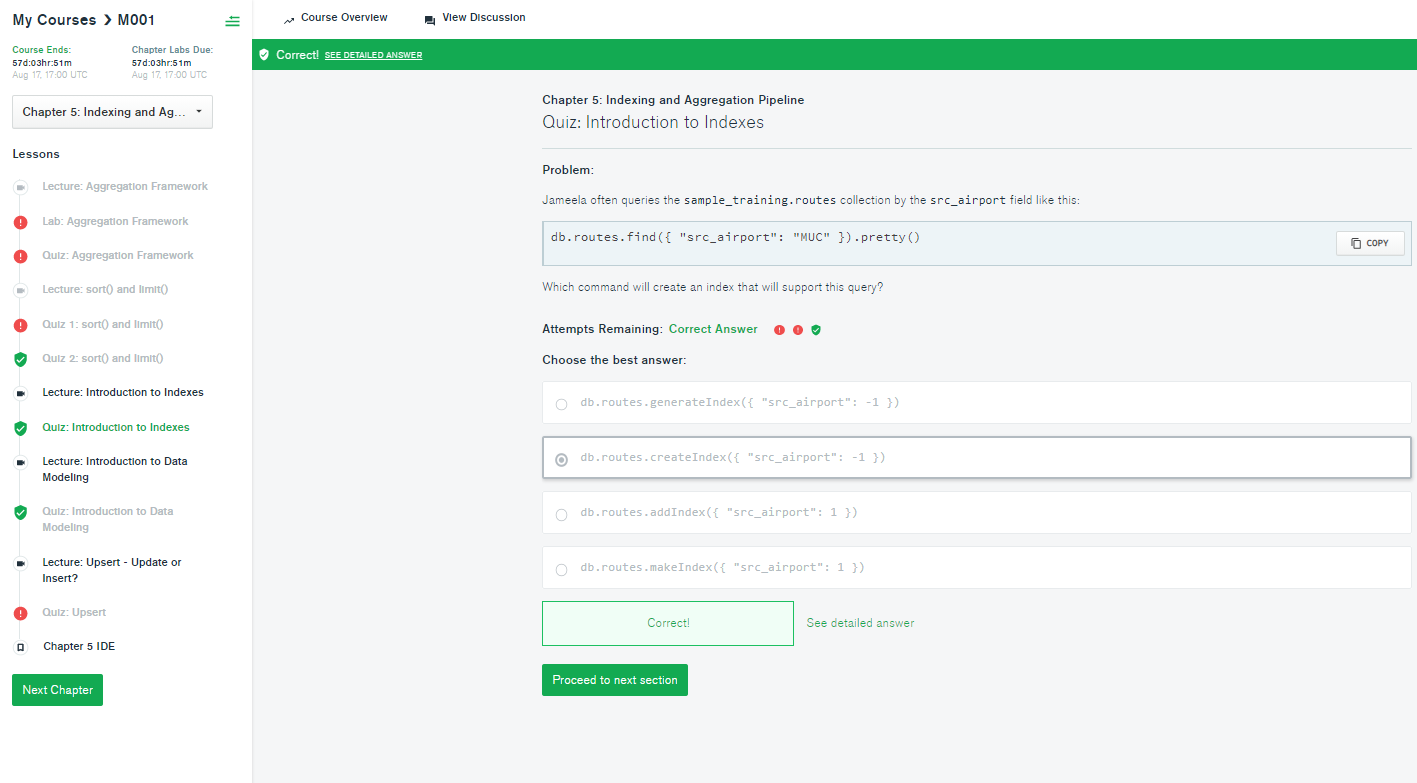 My Courses ❯ M001
Course Ends:
57d:03hr:51m
Aug 17, 17:00 UTC
Chapter Labs Due:
57d:03hr:51m
Aug 17, 17:00 UTC
Chapter 5: Indexing and Ag...
Lessons
Lecture: Aggregation Framework
Lab: Aggregation Framework
Quiz: Aggregation Framework
Lecture: sort() and limit()
Quiz 1: sort() and limit()
Quiz 2: sort() and limit()
Lecture: Introduction to Indexes
Quiz: Introduction to Indexes
Lecture: Introduction to Data
Modeling
Quiz: Introduction to Data
Modeling
Lecture: Upsert - Update or
Insert?
Quiz: Upsert
Chapter 5 IDE
Next Chapter
Course Overview
View Discussion
Correct! SEE DETAILED ANSWER
Chapter 5: Indexing and Aggregation Pipeline
Quiz: Introduction to Indexes
Problem:
Jameela often queries the sample_training.routes collection by the src_airport field like this:
db.routes.find({ "src_airport": "MUC" }).pretty()
COPY
Which command will create an index that will support this query?
Attempts Remaining: Correct Answer
Choose the best answer:
db.routes.generateIndex({ "src_airport": -1 })
db.routes.createIndex({ "src_airport": -1 })
db.routes.addIndex({ "src_airport": 1 })
db.routes.makeIndex({ "src_airport": 1 })
Correct!
See detailed answer
Proceed to next section